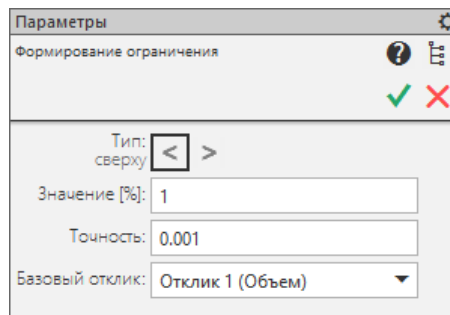 Параметры
Формирование ограничения
Тип:
сверху < >
Значение [%]: 1
Точность: 0.001
Базовый отклик: Отклик 1 (Объем)